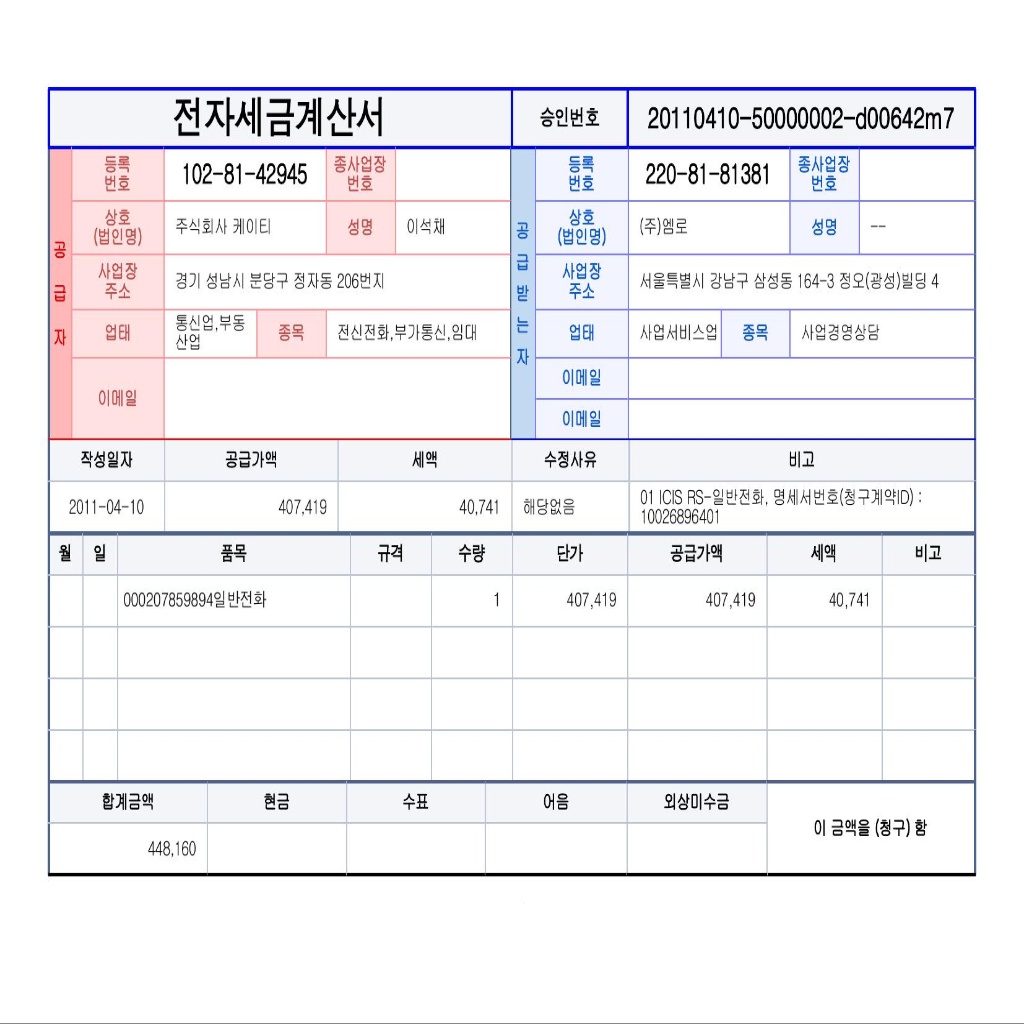 전자세금계산서 승인번호 20110410-50000002-d00642m7
공급자
등록번호 102-81-42945 종사업장번호
상호(법인명) 주식회사 케이티 성명 이석채
사업장주소 경기 성남시 분당구 정자동 206번지
업태 통신업,부동산업 종목 전신전화,부가통신,임대
이메일
공급받는자
등록번호 220-81-81381 종사업장번호
상호(법인명) (주)엠로 성명 --
사업장주소 서울특별시 강남구 삼성동 164-3 정오(광성)빌딩 4
업태 사업서비스업 종목 사업경영상담
이메일
이메일
작성일자 공급가액 세액 수정사유 비고
2011-04-10 407,419 40,741 해당없음 01 ICIS RS-일반전화, 명세서번호(청구계약ID) :
10026896401
월 일 품목 규격 수량 단가 공급가액 세액 비고
000207859894일반전화 1 407,419 407,419 40,741
합계금액 현금 수표 어음 외상미수금 이 금액을 (청구) 함
448,160